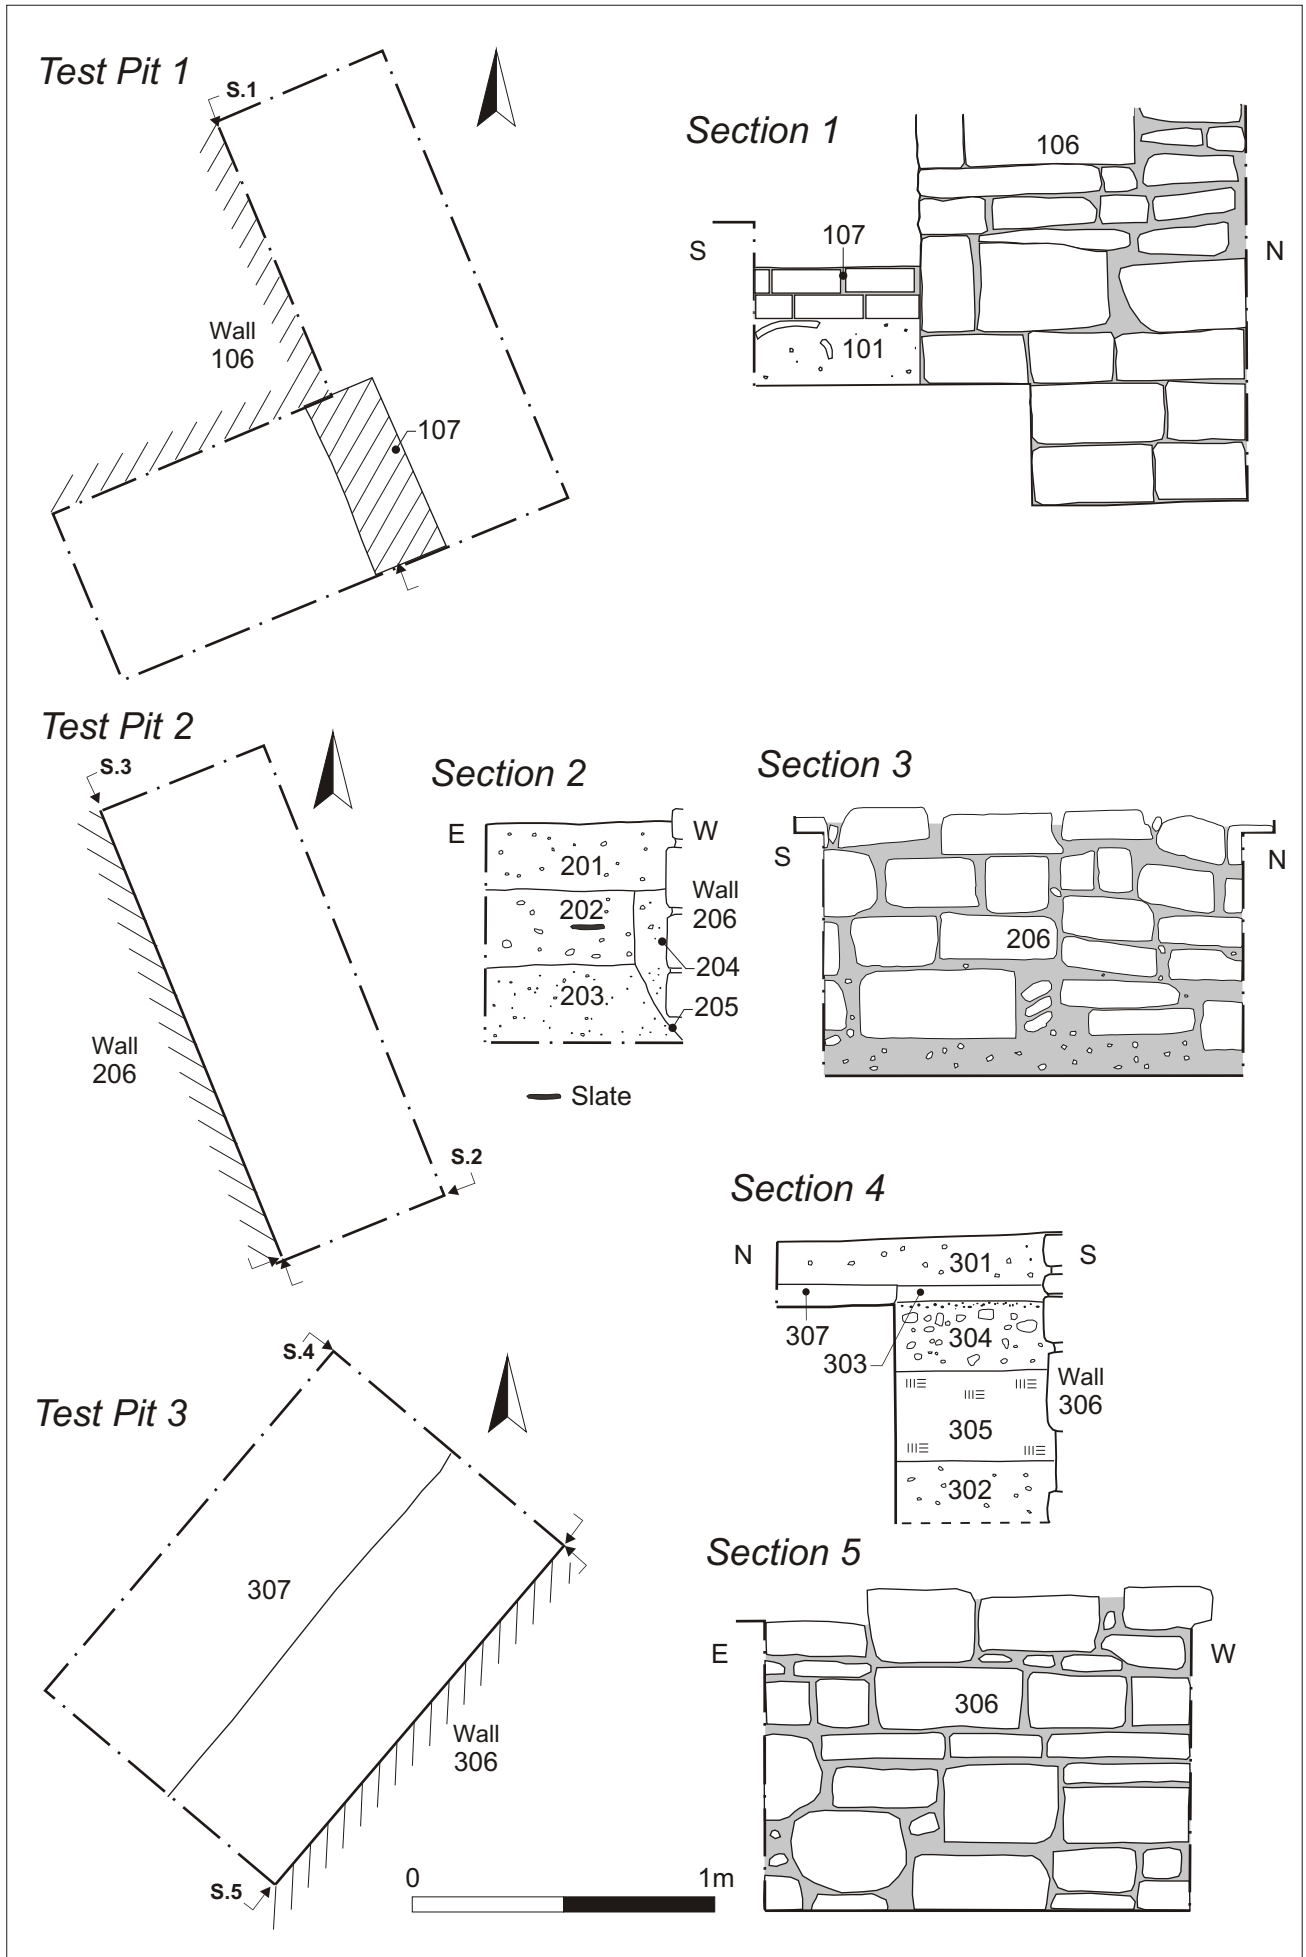 Test Pit 1
S.1
Wall
106
107
Section 1
106
107
S
N
101
Test Pit 2
S.3
Wall
206
S.2
Section 2
E
W
201
202
Wall
206
204
203
205
Slate
Section 3
S
N
206
Section 4
N
S
301
307
303
304
Wall
306
305
302
Test Pit 3
S.4
307
Wall
306
S.5
0
1m
Section 5
E
W
306